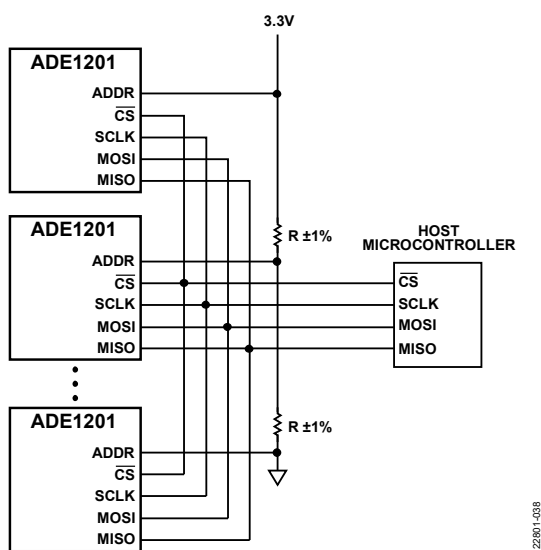 3.3V
ADE1201
ADDR
CS
SCLK
MOSI
MISO
R ±1%
ADE1201
ADDR
CS
SCLK
MOSI
MISO
HOST
MICROCONTROLLER
CS
SCLK
MOSI
MISO
ADE1201
ADDR
CS
SCLK
MOSI
MISO
R ±1%
22801-038